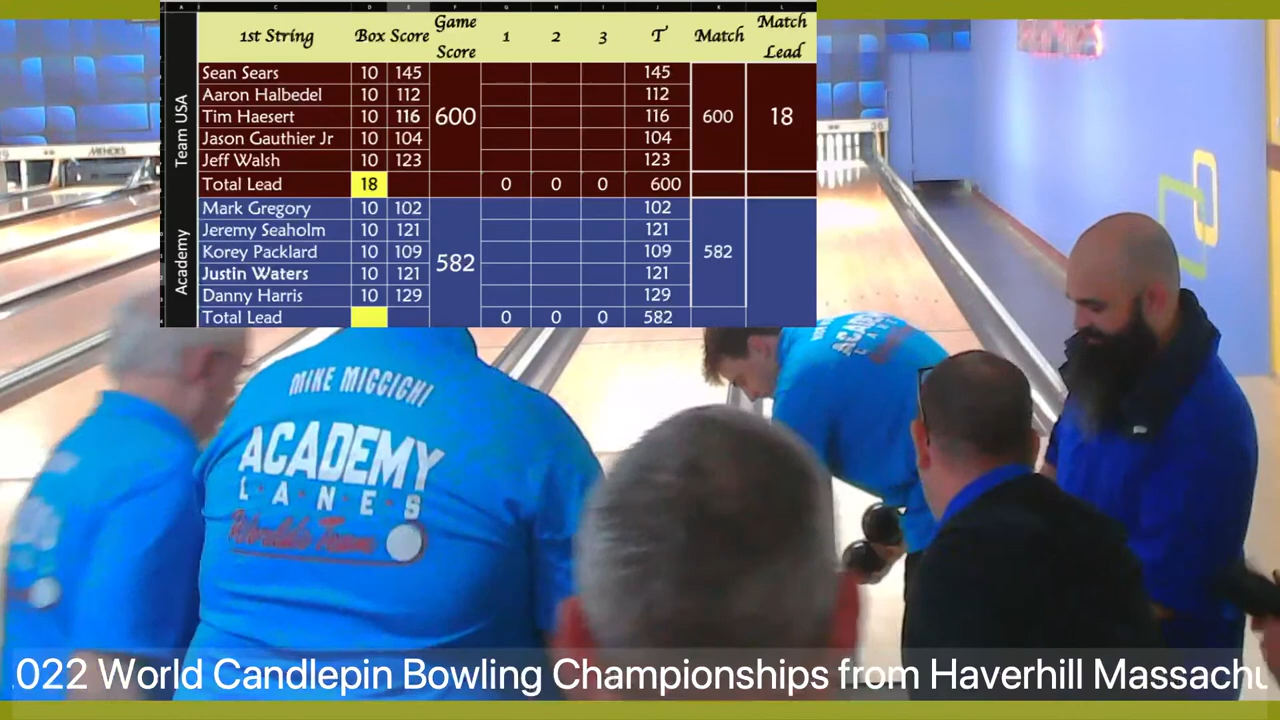 A C D E F G H I J K L
1st String Box Score Game Score 1 2 3 T Match Match Lead
Team USA
Sean Sears 10 145 145
Aaron Halbedel 10 112 112
Tim Haesert 10 116 600 116 600 18
Jason Gauthier Jr 10 104 104
Jeff Walsh 10 123 123
Total Lead 18 0 0 0 600
Academy
Mark Gregory 10 102 102
Jeremy Seaholm 10 121 121
Korey Packlard 10 109 582 109 582
Justin Waters 10 121 121
Danny Harris 10 129 129
Total Lead 0 0 0 582
36
MIKE MICCICHI
ACADEMY
LANES
Worlds Team
ACADEMY
022 World Candlepin Bowling Championships from Haverhill Massachu